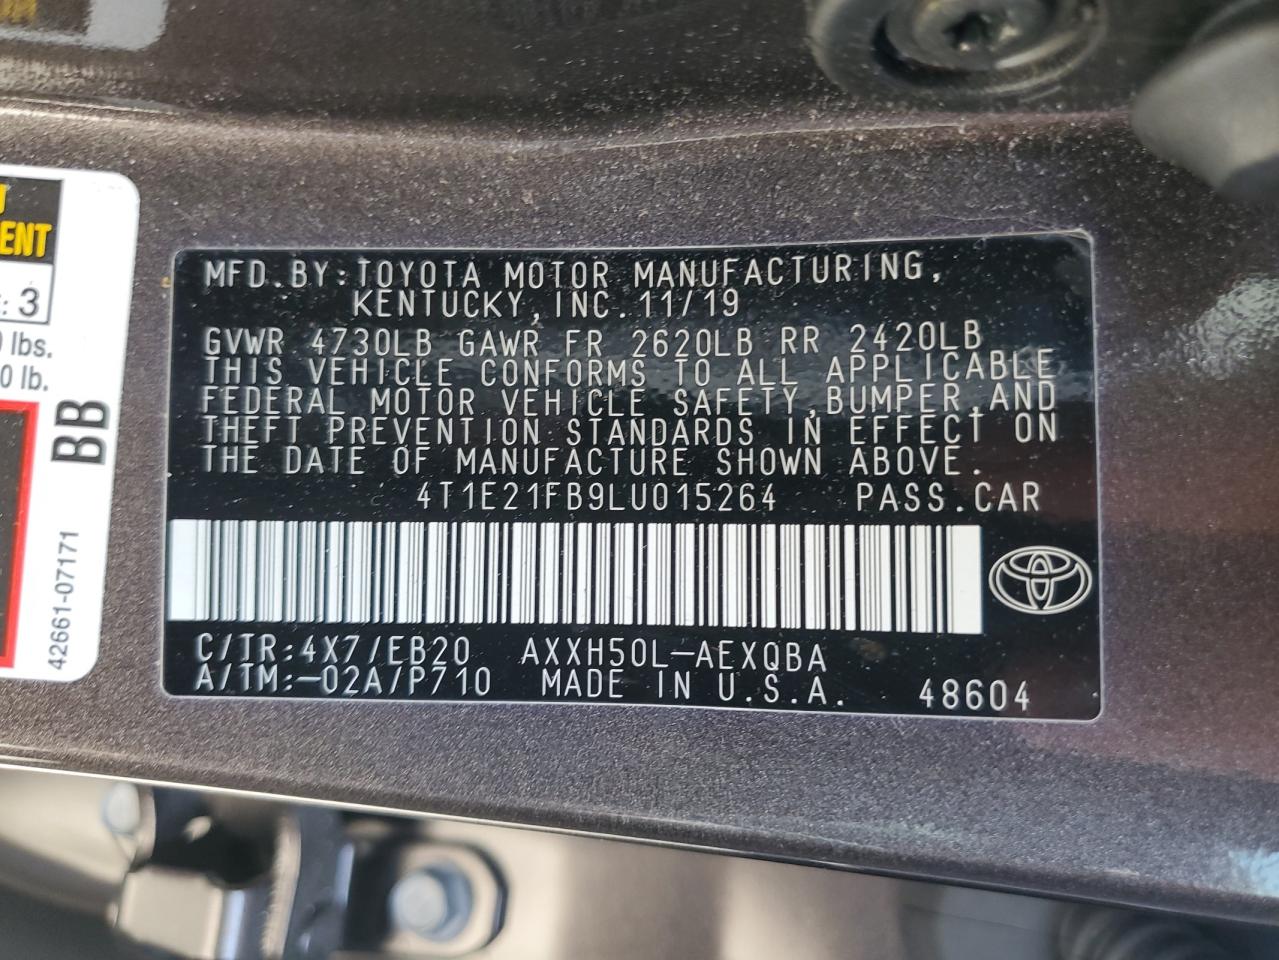 U
ENT
: 3
0 lbs.
0 lb.
BB
42661-07171
MFD.BY:TOYOTA MOTOR MANUFACTURING,
KENTUCKY,INC.11/19
GVWR 4730LB GAWR FR 2620LB RR 2420LB
THIS VEHICLE CONFORMS TO ALL APPLICABLE
FEDERAL MOTOR VEHICLE SAFETY,BUMPER,AND
THEFT PREVENTION STANDARDS IN EFFECT ON
THE DATE OF MANUFACTURE SHOWN ABOVE.
4T1E21FB9LU015264 PASS.CAR
C/TR:4X7/EB20 AXXH50L-AEXQBA
A/TM:-02A/P710 MADE IN U.S.A. 48604